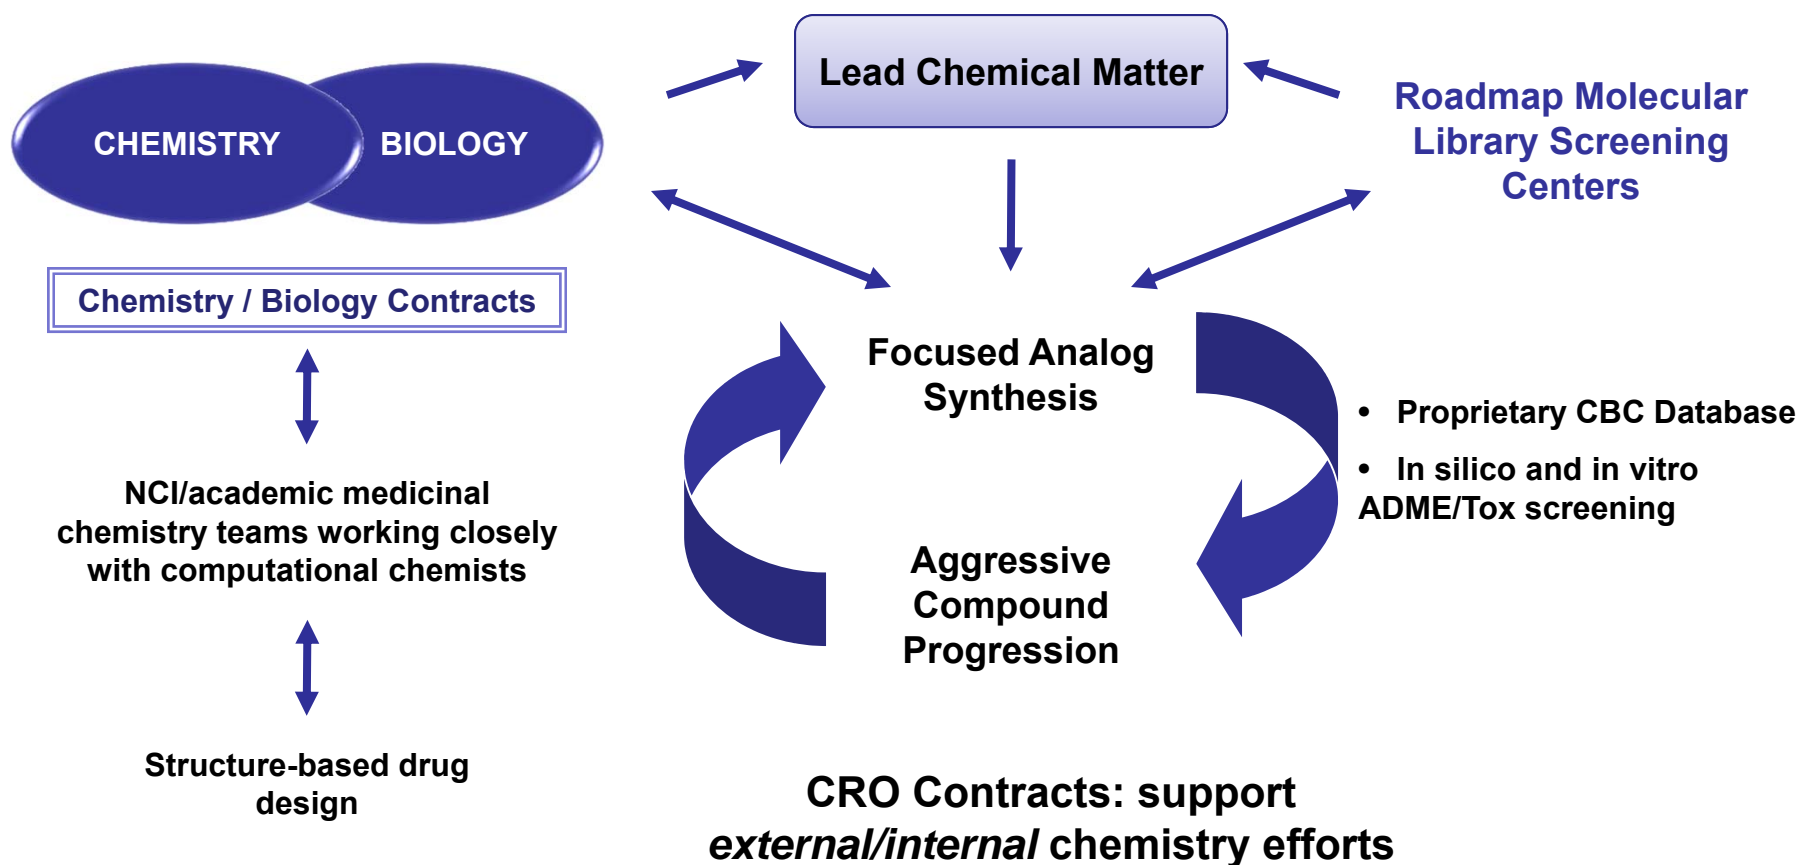 Lead Chemical Matter
CHEMISTRY
BIOLOGY
Roadmap Molecular
Library Screening
Centers
Chemistry / Biology Contracts
Focused Analog
Synthesis
• Proprietary CBC Database
• In silico and in vitro
ADME/Tox screening
NCI/academic medicinal
chemistry teams working closely
with computational chemists
Aggressive
Compound
Progression
Structure-based drug
design
CRO Contracts: support
external/internal chemistry efforts